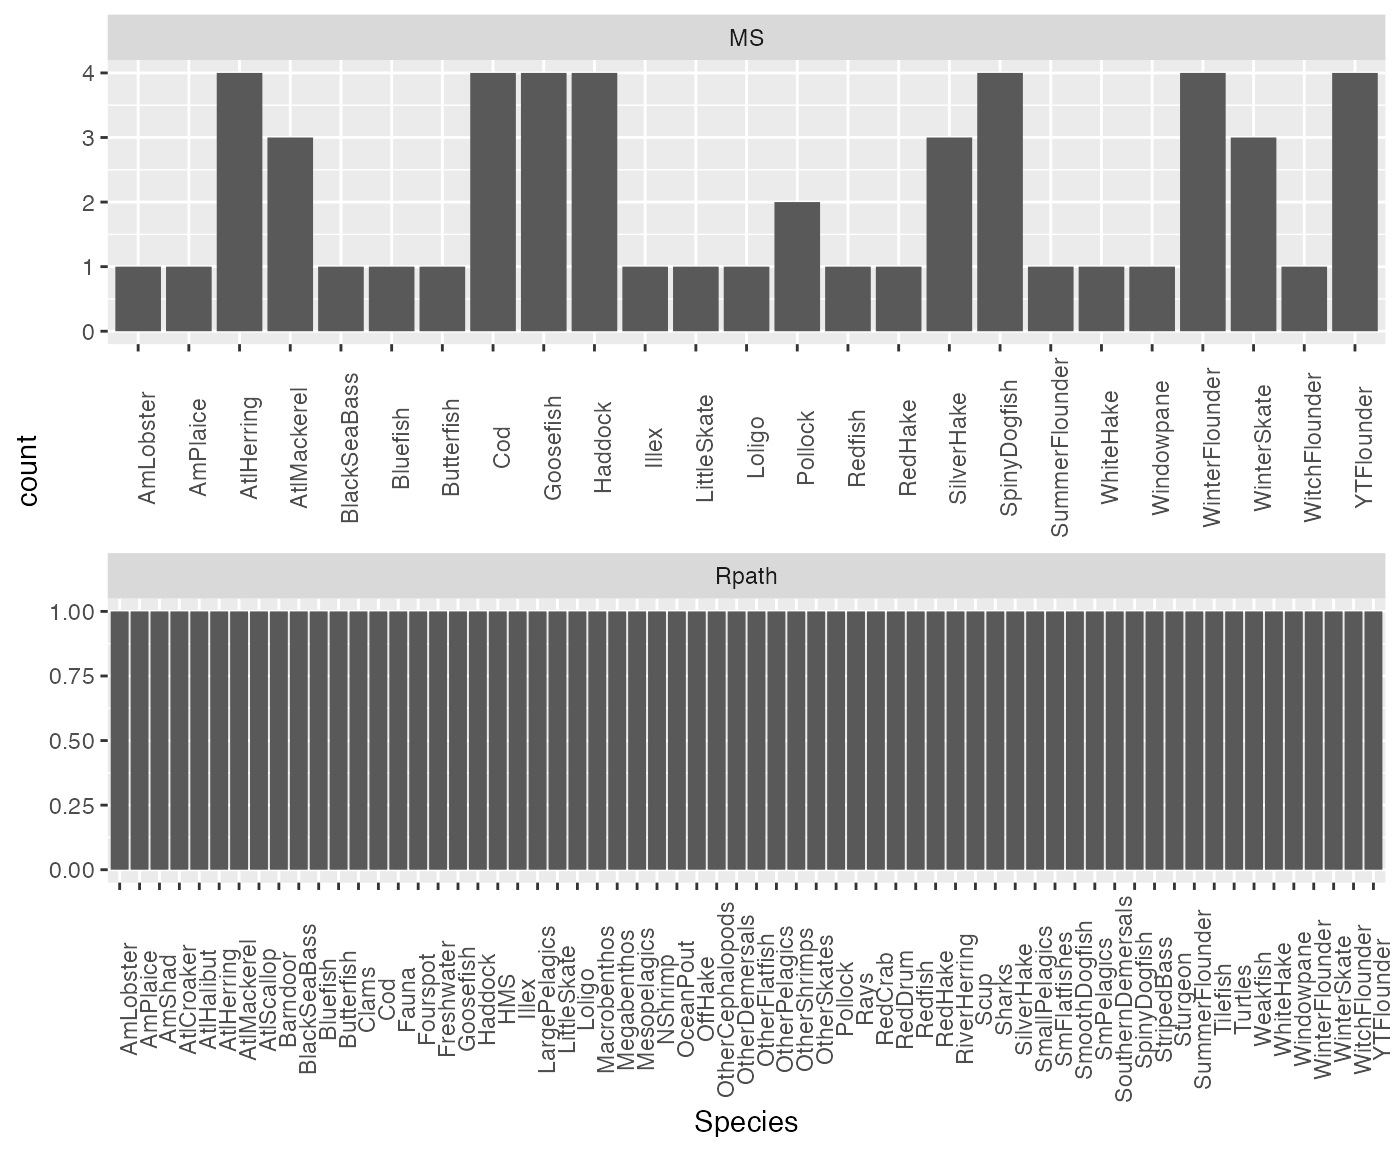 MS
4
3
2
1
0
count
AmLobster
AmPlaice
AtlHerring
AtlMackerel
BlackSeaBass
Bluefish
Butterfish
Cod
Goosefish
Haddock
Illex
LittleSkate
Loligo
Pollock
Redfish
RedHake
SilverHake
SpinyDogfish
SummerFlounder
WhiteHake
Windowpane
WinterFlounder
WinterSkate
WitchFlounder
YTFlounder
Rpath
1.00
0.75
0.50
0.25
0.00
AmLobster
AmPlaice
AmShad
AtlCroaker
AtlHalibut
AtlHerring
AtlMackerel
AtlScallop
Barndoor
BlackSeaBass
Bluefish
Butterfish
Clams
Cod
Fauna
Fourspot
Freshwater
Goosefish
Haddock
HMS
Illex
LargePelagics
LittleSkate
Loligo
Macrobenthos
Megabenthos
Mesopelagics
NShrimp
OceanPout
OffHake
OtherCephalopods
OtherDemersals
OtherFlatfish
OtherPelagics
OtherShrimps
OtherSkates
Pollock
Rays
RedCrab
RedDrum
Redfish
RedHake
RiverHerring
Scup
Sharks
SilverHake
SmallPelagics
SmFlatfishes
SmoothDogfish
SmPelagics
SouthernDemersals
SpinyDogfish
StripedBass
Sturgeon
SummerFlounder
Tilefish
Turtles
Weakfish
WhiteHake
Windowpane
WinterFlounder
WinterSkate
WitchFlounder
YTFlounder
Species